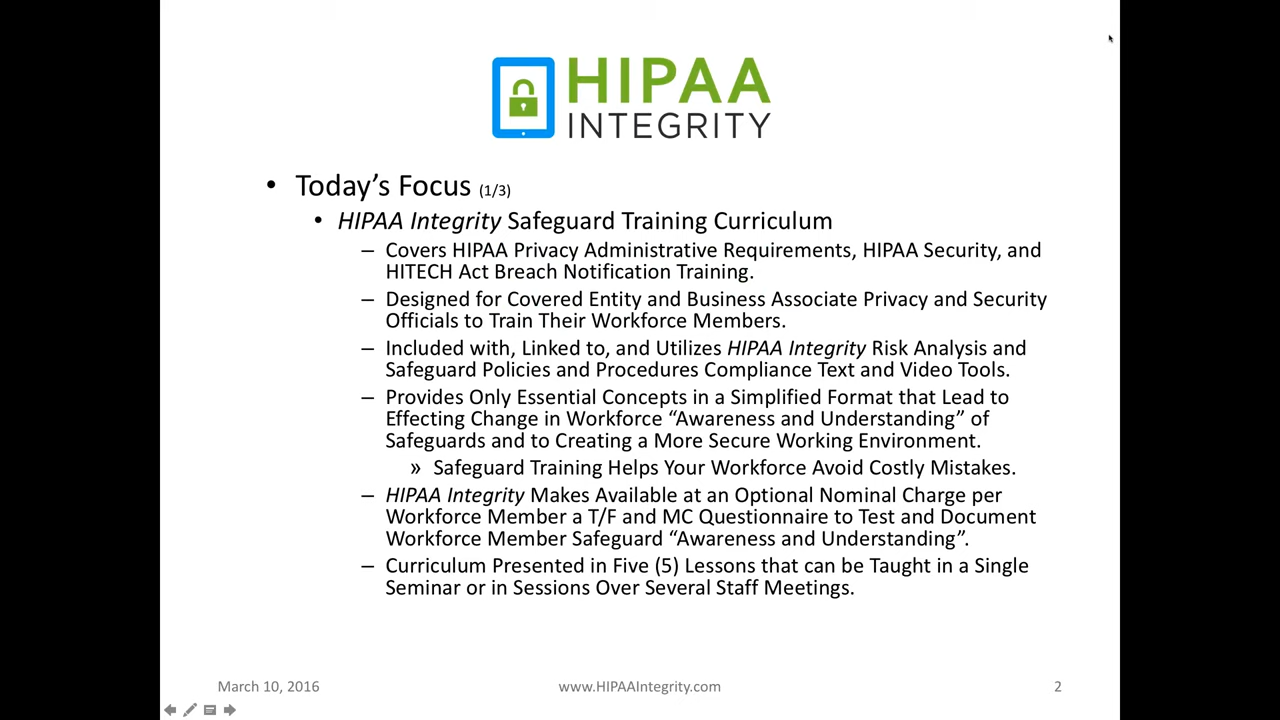 HIPAA
INTEGRITY
• Today’s Focus (1/3)
• HIPAA Integrity Safeguard Training Curriculum
– Covers HIPAA Privacy Administrative Requirements, HIPAA Security, and
HITECH Act Breach Notification Training.
– Designed for Covered Entity and Business Associate Privacy and Security
Officials to Train Their Workforce Members.
– Included with, Linked to, and Utilizes HIPAA Integrity Risk Analysis and
Safeguard Policies and Procedures Compliance Text and Video Tools.
– Provides Only Essential Concepts in a Simplified Format that Lead to
Effecting Change in Workforce “Awareness and Understanding” of
Safeguards and to Creating a More Secure Working Environment.
» Safeguard Training Helps Your Workforce Avoid Costly Mistakes.
– HIPAA Integrity Makes Available at an Optional Nominal Charge per
Workforce Member a T/F and MC Questionnaire to Test and Document
Workforce Member Safeguard “Awareness and Understanding”.
– Curriculum Presented in Five (5) Lessons that can be Taught in a Single
Seminar or in Sessions Over Several Staff Meetings.
March 10, 2016
www.HIPAAIntegrity.com
2